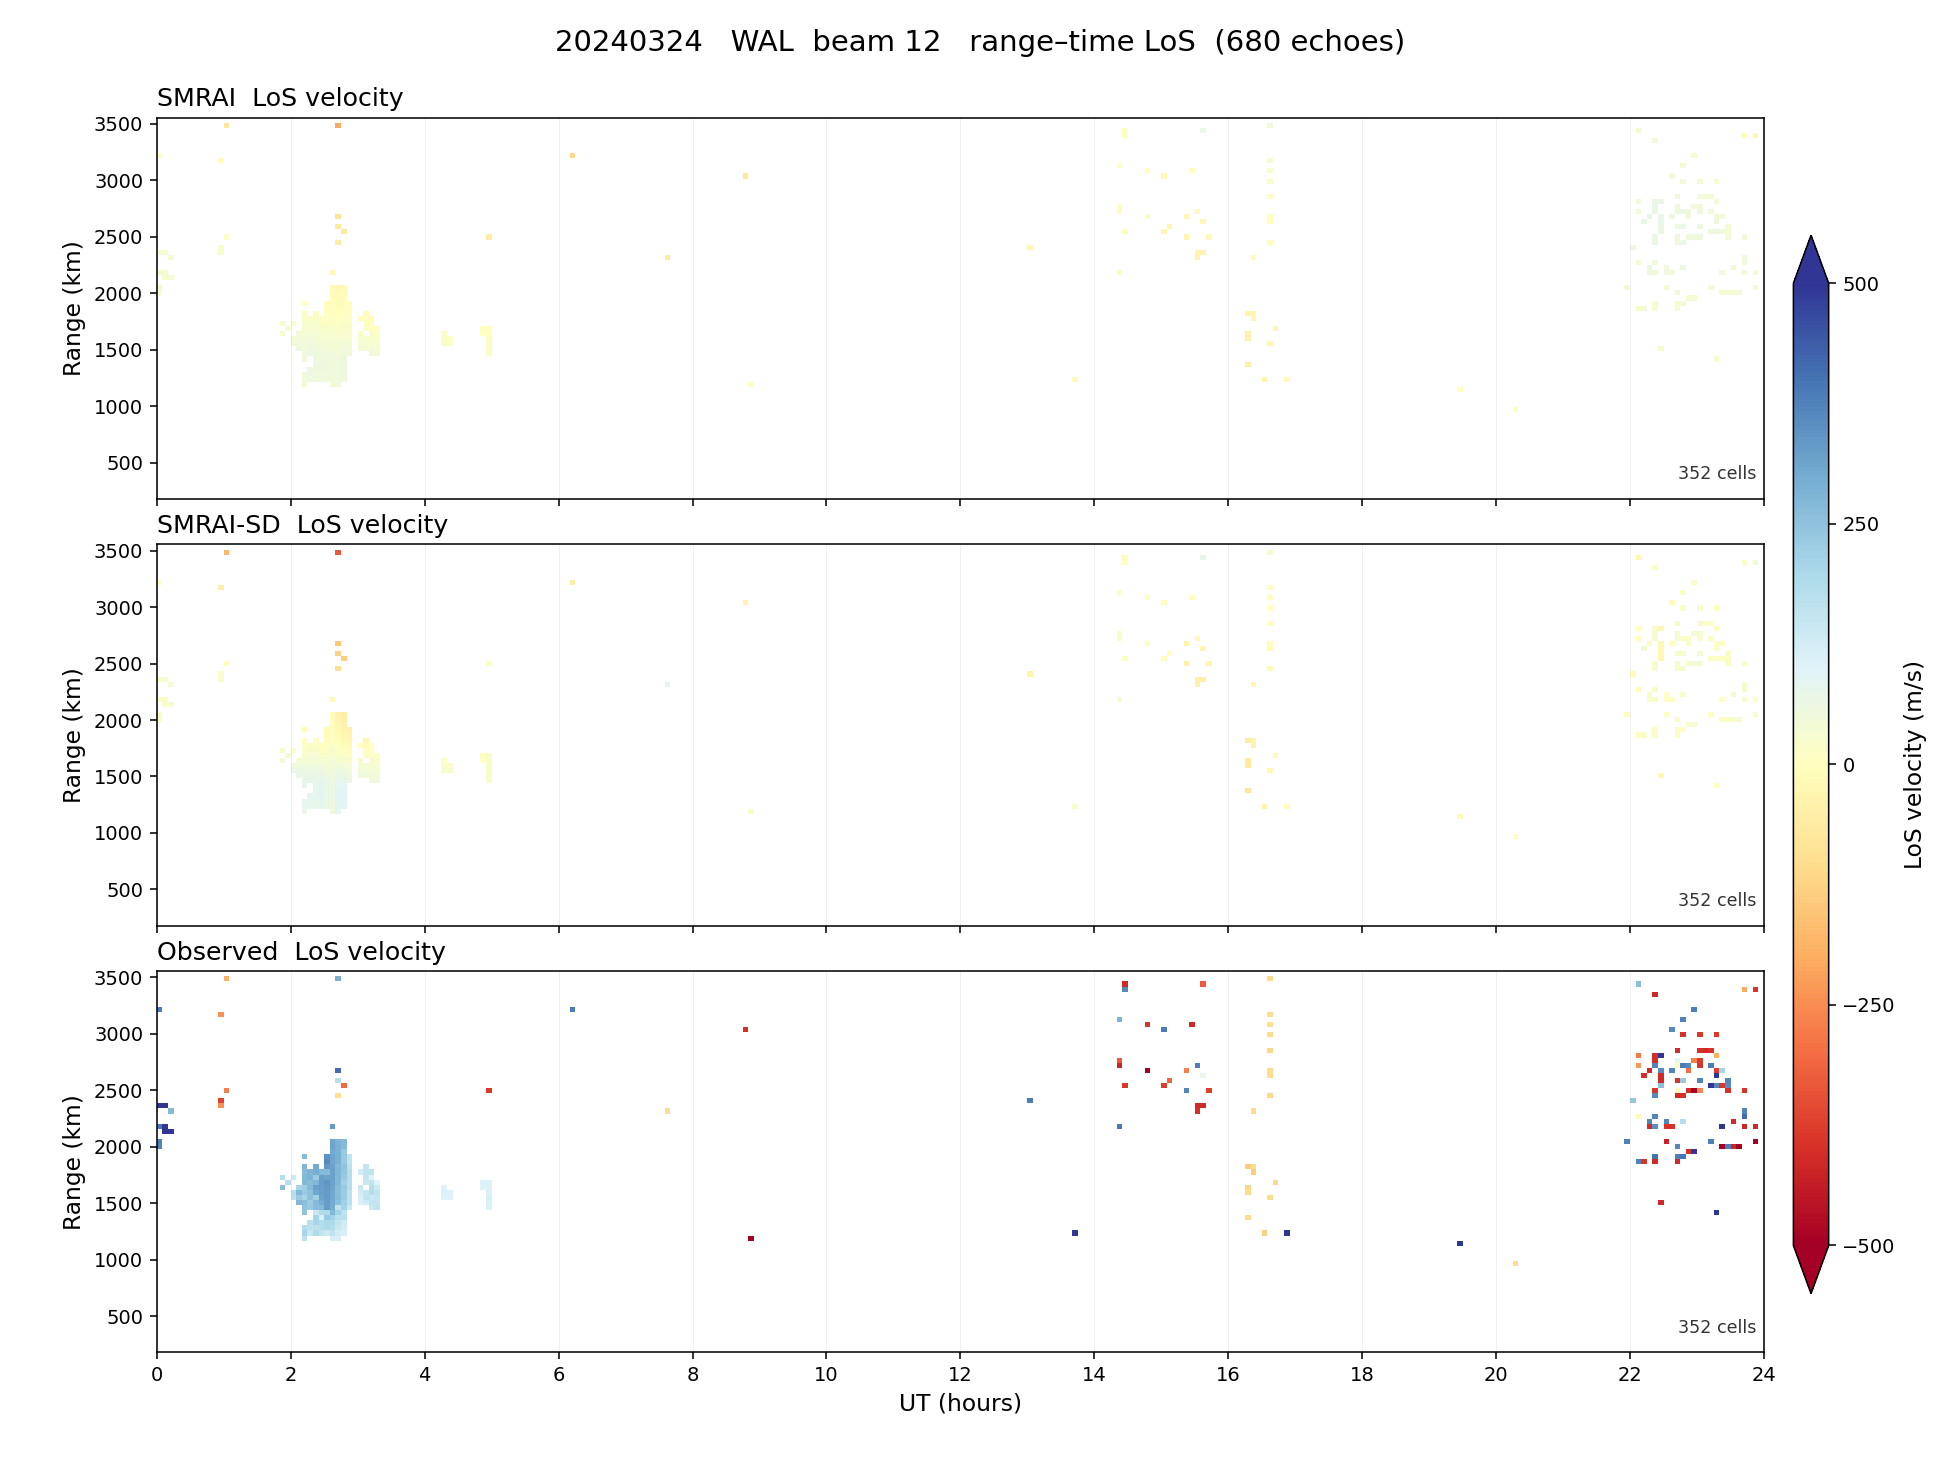 20240324   WAL  beam 12   range–time LoS  (680 echoes)
SMRAI  LoS velocity
3500
3000
2500
2000
1500
1000
500
Range (km)
352 cells
SMRAI-SD  LoS velocity
3500
3000
2500
2000
1500
1000
500
Range (km)
352 cells
Observed  LoS velocity
3500
3000
2500
2000
1500
1000
500
Range (km)
352 cells
0 2 4 6 8 10 12 14 16 18 20 22 24
UT (hours)
500
250
0
−250
−500
LoS velocity (m/s)